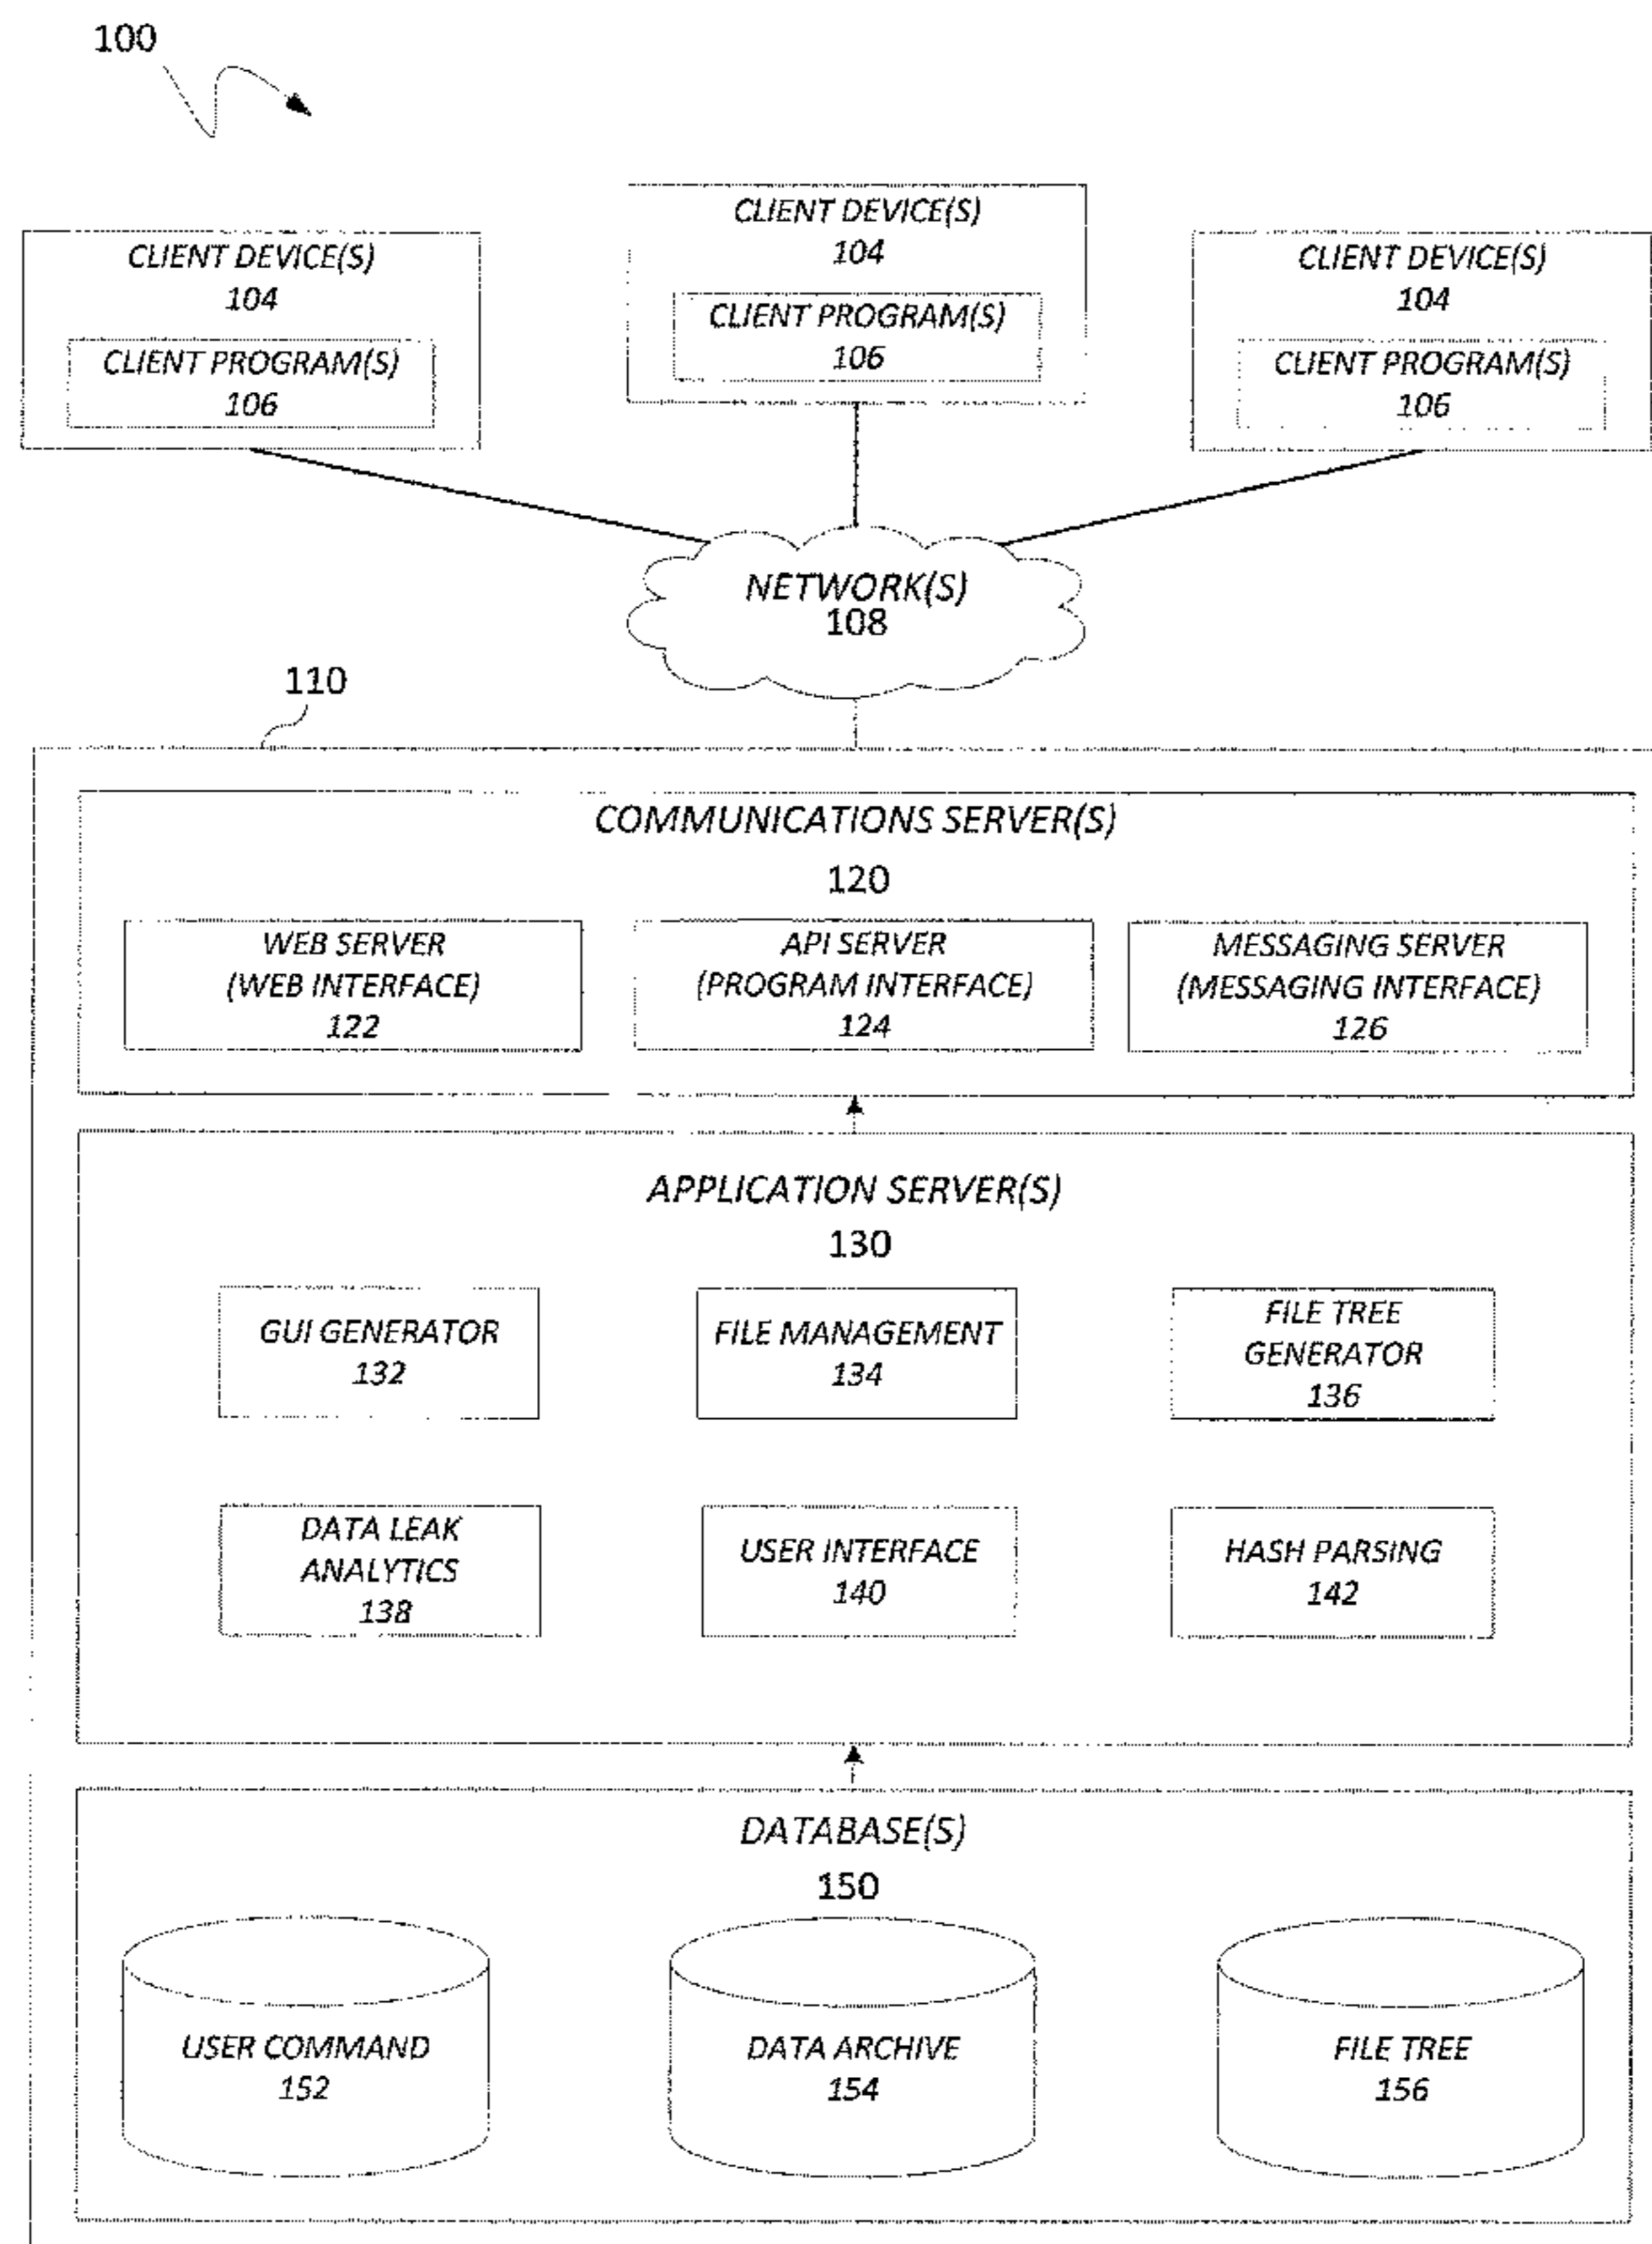 100
CLIENT DEVICE(S)
104
CLIENT PROGRAM(S)
106
CLIENT DEVICE(S)
104
CLIENT PROGRAM(S)
106
CLIENT DEVICE(S)
104
CLIENT PROGRAM(S)
106
NETWORK(S)
108
110
COMMUNICATIONS SERVER(S)
120
WEB SERVER
(WEB INTERFACE)
122
API SERVER
(PROGRAM INTERFACE)
124
MESSAGING SERVER
(MESSAGING INTERFACE)
126
APPLICATION SERVER(S)
130
GUI GENERATOR
132
FILE MANAGEMENT
134
FILE TREE
GENERATOR
136
DATA LEAK
ANALYTICS
138
USER INTERFACE
140
HASH PARSING
142
DATABASE(S)
150
USER COMMAND
152
DATA ARCHIVE
154
FILE TREE
156